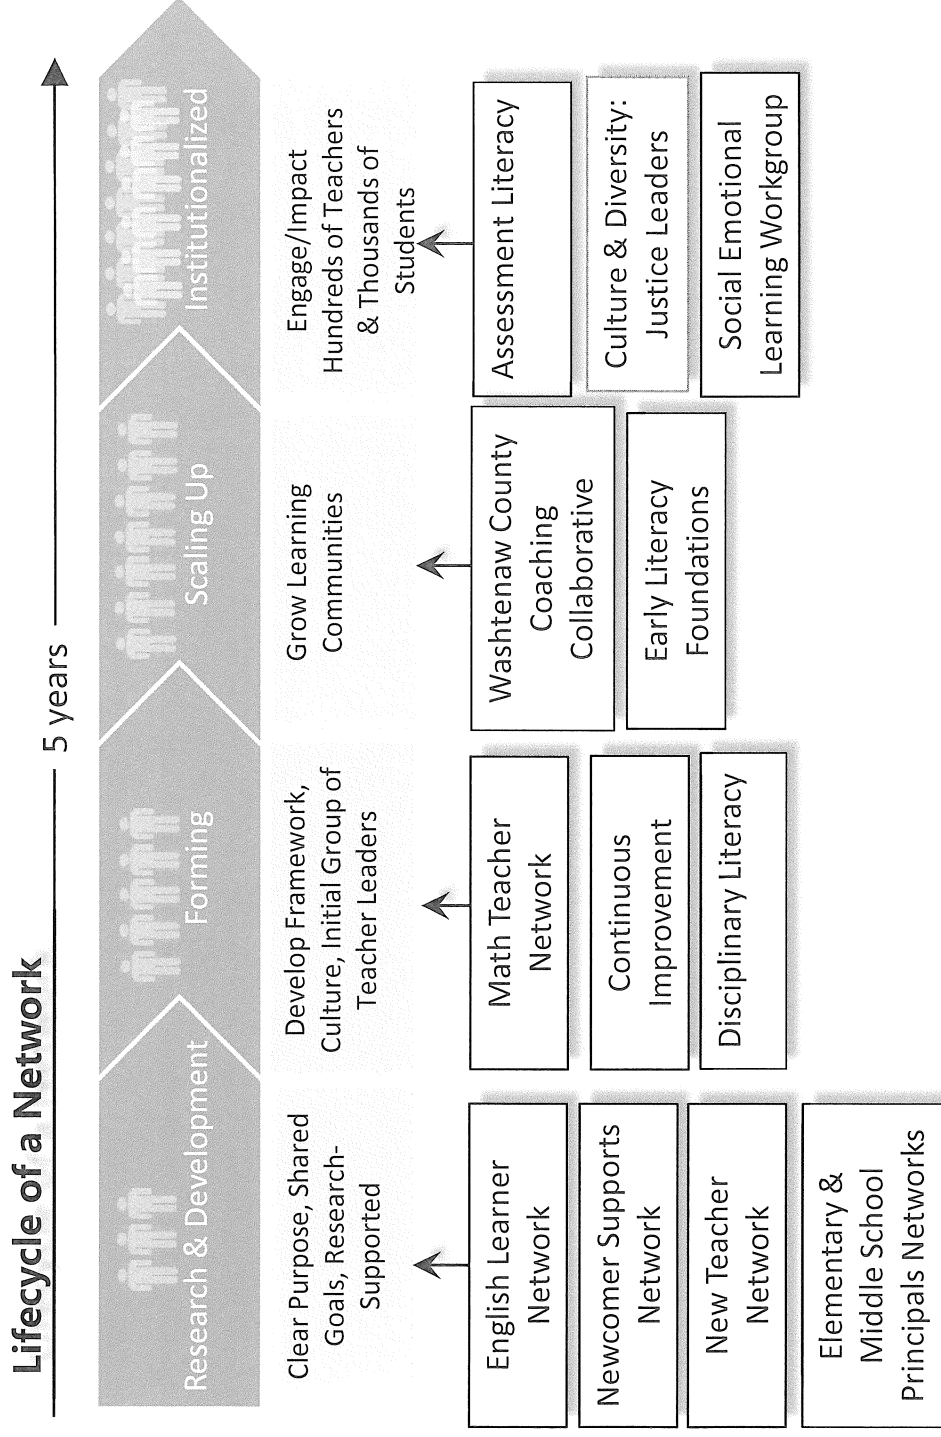 Lifecycle of a Network
5 years
Research & Development
Forming
Scaling Up
Institutionalized
Clear Purpose, Shared
Goals, Research-
Supported
Develop Framework,
Culture, Initial Group of
Teacher Leaders
Grow Learning
Communities
Engage/Impact
Hundreds of Teachers
& Thousands of
Students
English Learner
Network
Newcomer Supports
Network
New Teacher
Network
Elementary &
Middle School
Principals Networks
Math Teacher
Network
Continuous
Improvement
Disciplinary Literacy
Washtenaw County
Coaching
Collaborative
Early Literacy
Foundations
Assessment Literacy
Culture & Diversity:
Justice Leaders
Social Emotional
Learning Workgroup